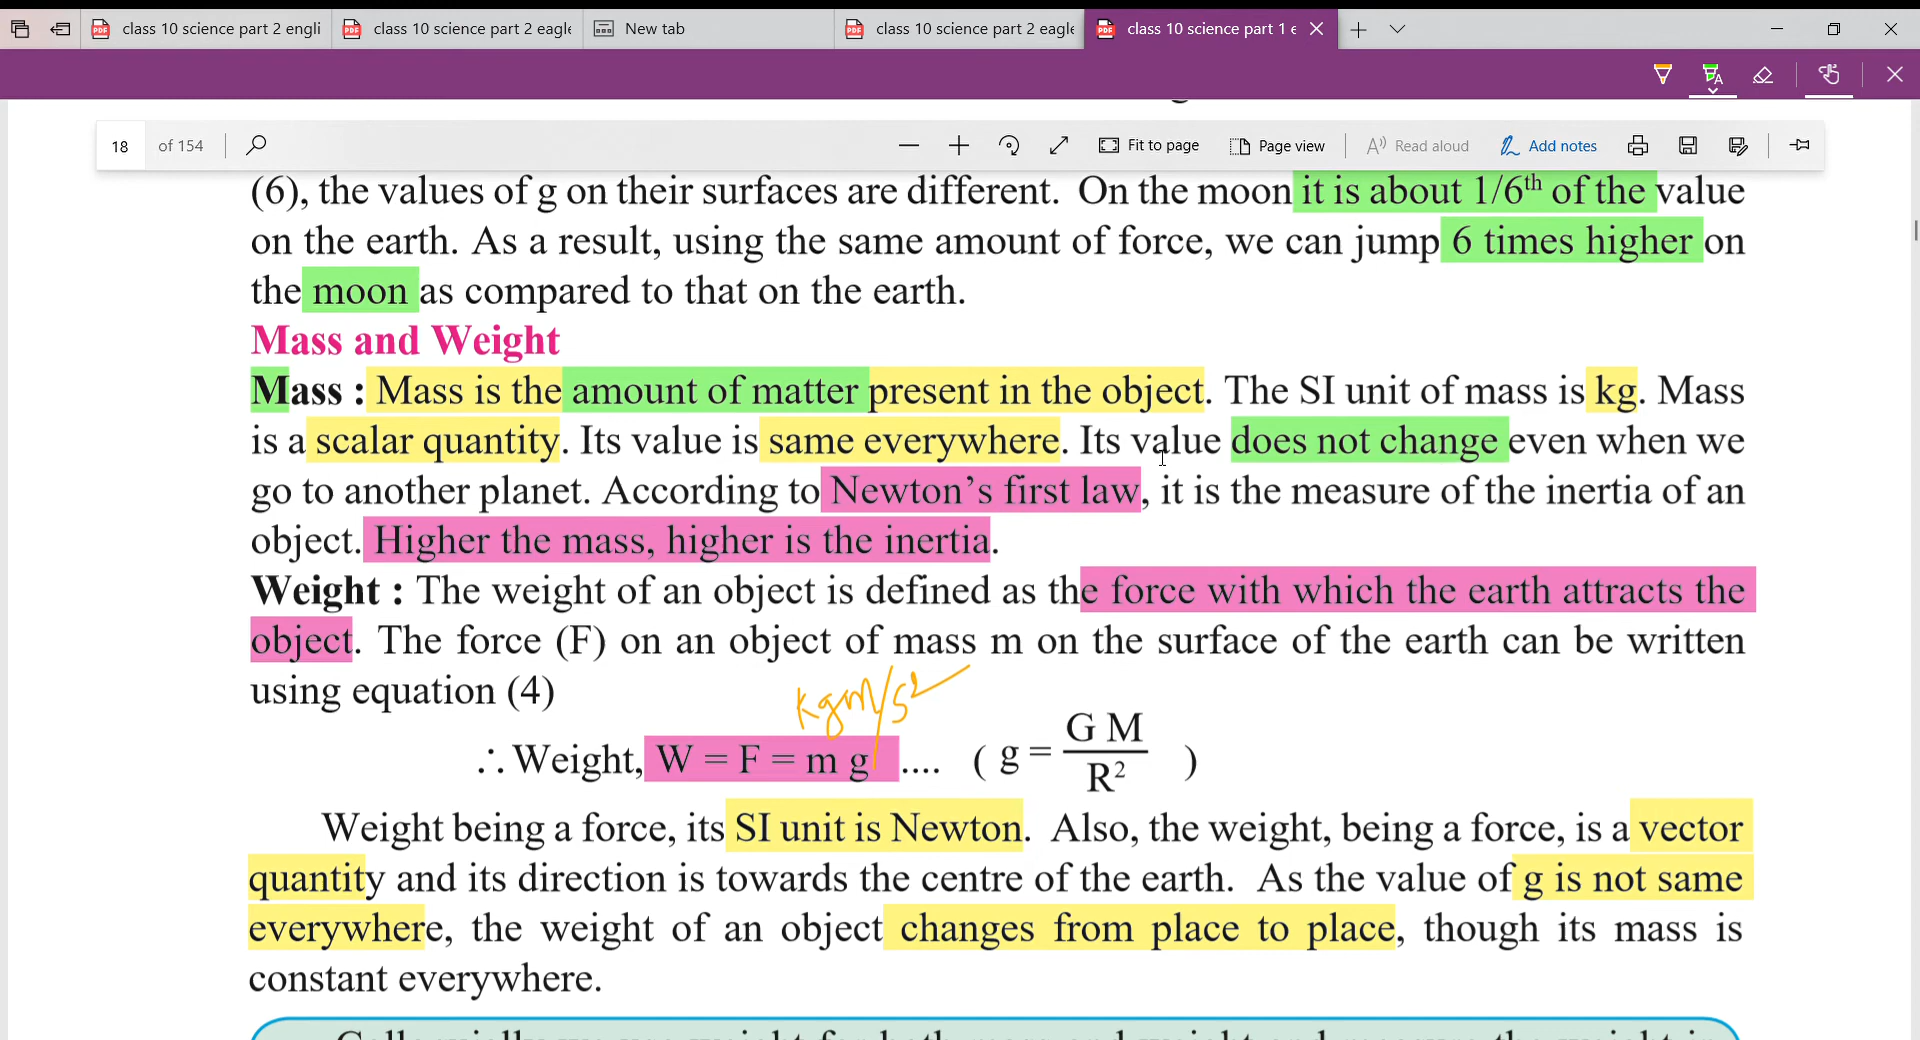 class 10 science part 2 engli
class 10 science part 2 eagle
New tab
class 10 science part 2 eagle
class 10 science part 1 e
18 of 154
Fit to page
Page view
Read aloud
Add notes
(6), the values of g on their surfaces are different. On the moon it is about 1/6th of the value
on the earth. As a result, using the same amount of force, we can jump 6 times higher on
the moon as compared to that on the earth.
Mass and Weight
Mass : Mass is the amount of matter present in the object. The SI unit of mass is kg. Mass
is a scalar quantity. Its value is same everywhere. Its value does not change even when we
go to another planet. According to Newton’s first law, it is the measure of the inertia of an
object. Higher the mass, higher is the inertia.
Weight : The weight of an object is defined as the force with which the earth attracts the
object. The force (F) on an object of mass m on the surface of the earth can be written
using equation (4)
kgm/s²
∴ Weight, W = F = m g .... ( g = G M / R² )
Weight being a force, its SI unit is Newton. Also, the weight, being a force, is a vector
quantity and its direction is towards the centre of the earth. As the value of g is not same
everywhere, the weight of an object changes from place to place, though its mass is
constant everywhere.